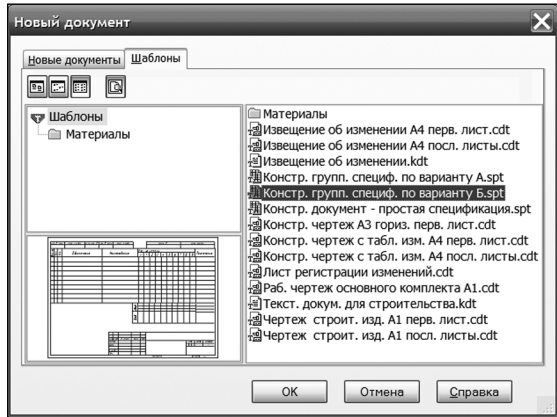 Новый документ
Новые документы Шаблоны
Шаблоны
Материалы
Материалы
Извещение об изменении А4 перв. лист.cdt
Извещение об изменении А4 посл. листы.cdt
Извещение об изменении.kdt
Констр. групп. специф. по варианту А.spt
Констр. групп. специф. по варианту Б.spt
Констр. документ - простая спецификация.spt
Констр. чертеж А3 гориз. перв. лист.cdt
Констр. чертеж с табл. изм. А4 перв. лист.cdt
Констр. чертеж с табл. изм. А4 посл. листы.cdt
Лист регистрации изменений.cdt
Раб. чертеж основного комплекта А1.cdt
Текст. докум. для строительства.kdt
Чертеж строит. изд. А1 перв. лист.cdt
Чертеж строит. изд. А1 посл. листы.cdt
OK Отмена Справка